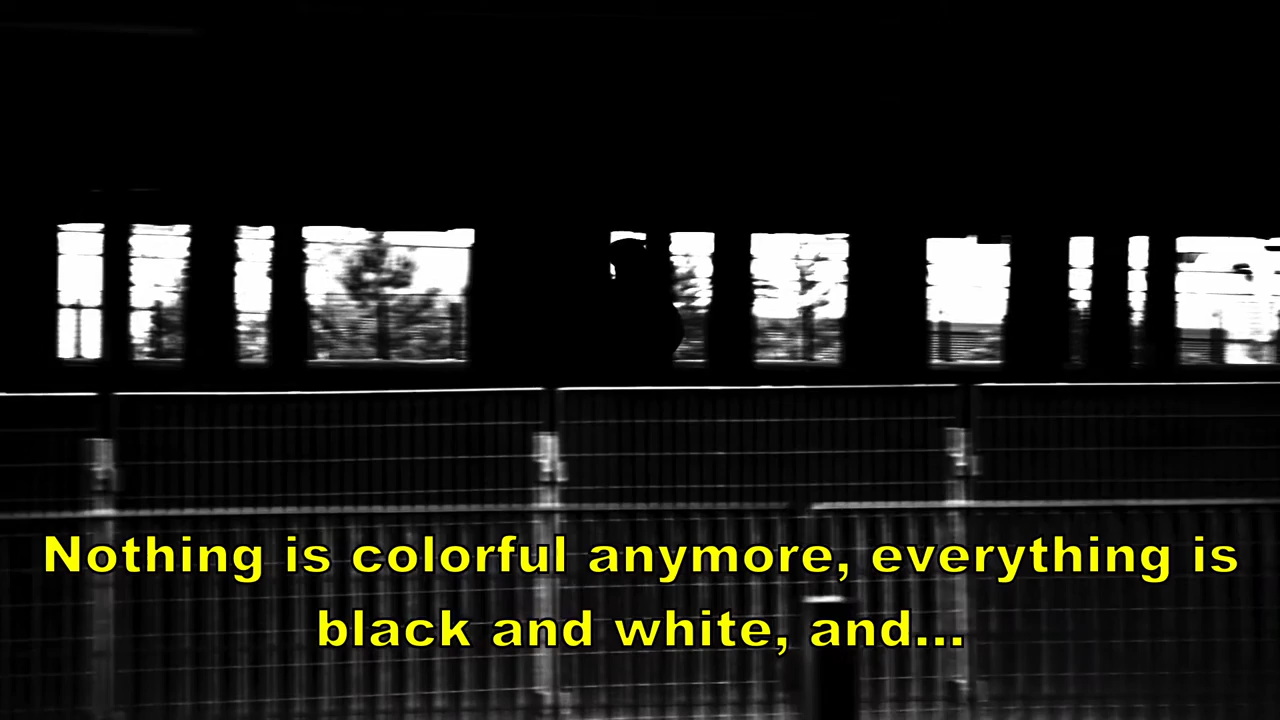 Nothing is colorful anymore, everything is
black and white, and...